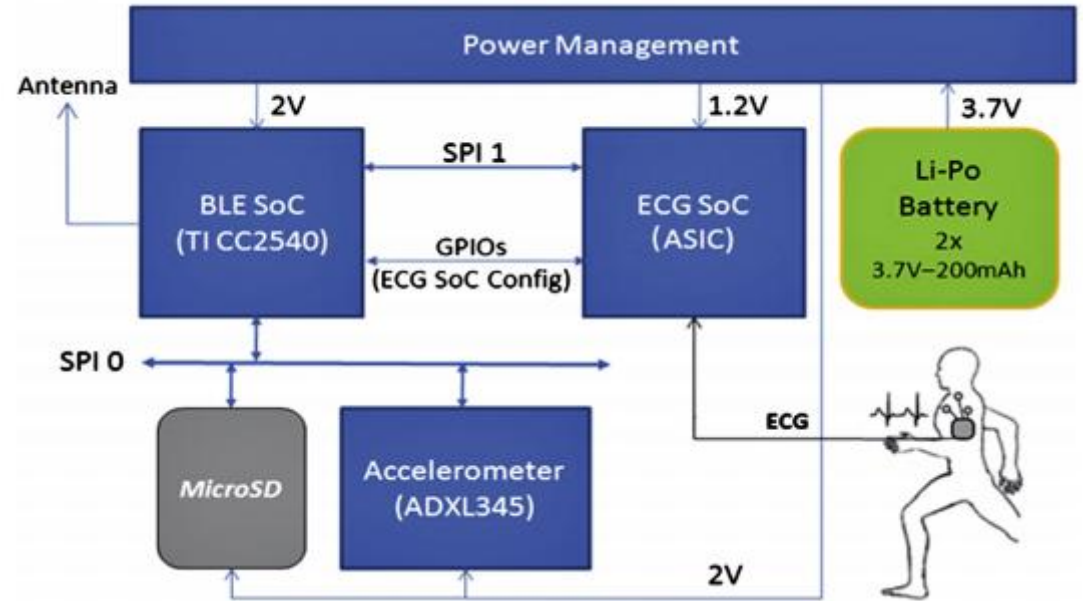 Power Management
Antenna
2V
1.2V
3.7V
BLE SoC
(TI CC2540)
SPI 1
GPIOs
(ECG SoC Config)
ECG SoC
(ASIC)
Li-Po
Battery
2x
3.7V–200mAh
SPI 0
MicroSD
Accelerometer
(ADXL345)
ECG
2V